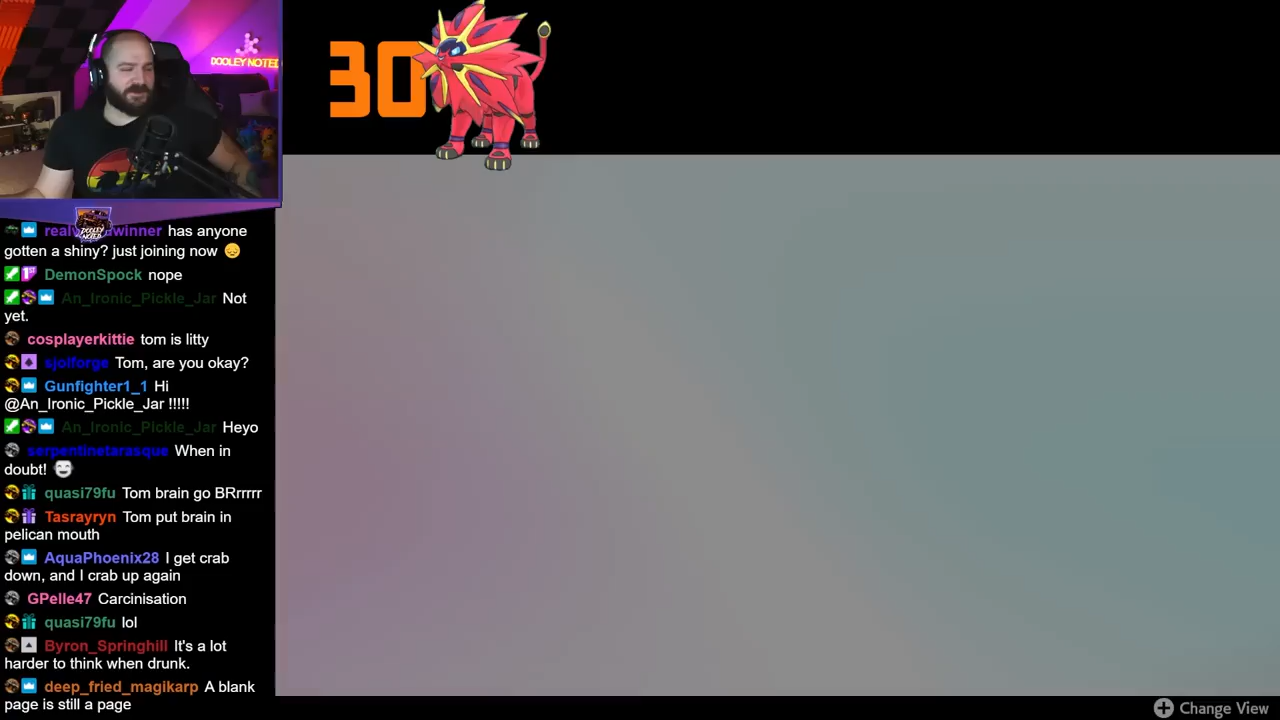 DOOLEY NOTED
30
DOOLEY
has anyone
gotten a shiny? just joining now 😔
DemonSpock nope
An_Ironic_Pickle_Jar Not
yet.
cosplayerkittie tom is litty
sjolforge Tom, are you okay?
Gunfighter1_1 Hi
@An_Ironic_Pickle_Jar !!!!!
An_Ironic_Pickle_Jar Heyo
serpentinetarasque When in
doubt!
quasi79fu Tom brain go BRrrrrr
Tasrayryn Tom put brain in
pelican mouth
AquaPhoenix28 I get crab
down, and I crab up again
GPelle47 Carcinisation
quasi79fu lol
Byron_Springhill It's a lot
harder to think when drunk.
deep_fried_magikarp A blank
page is still a page
Change View